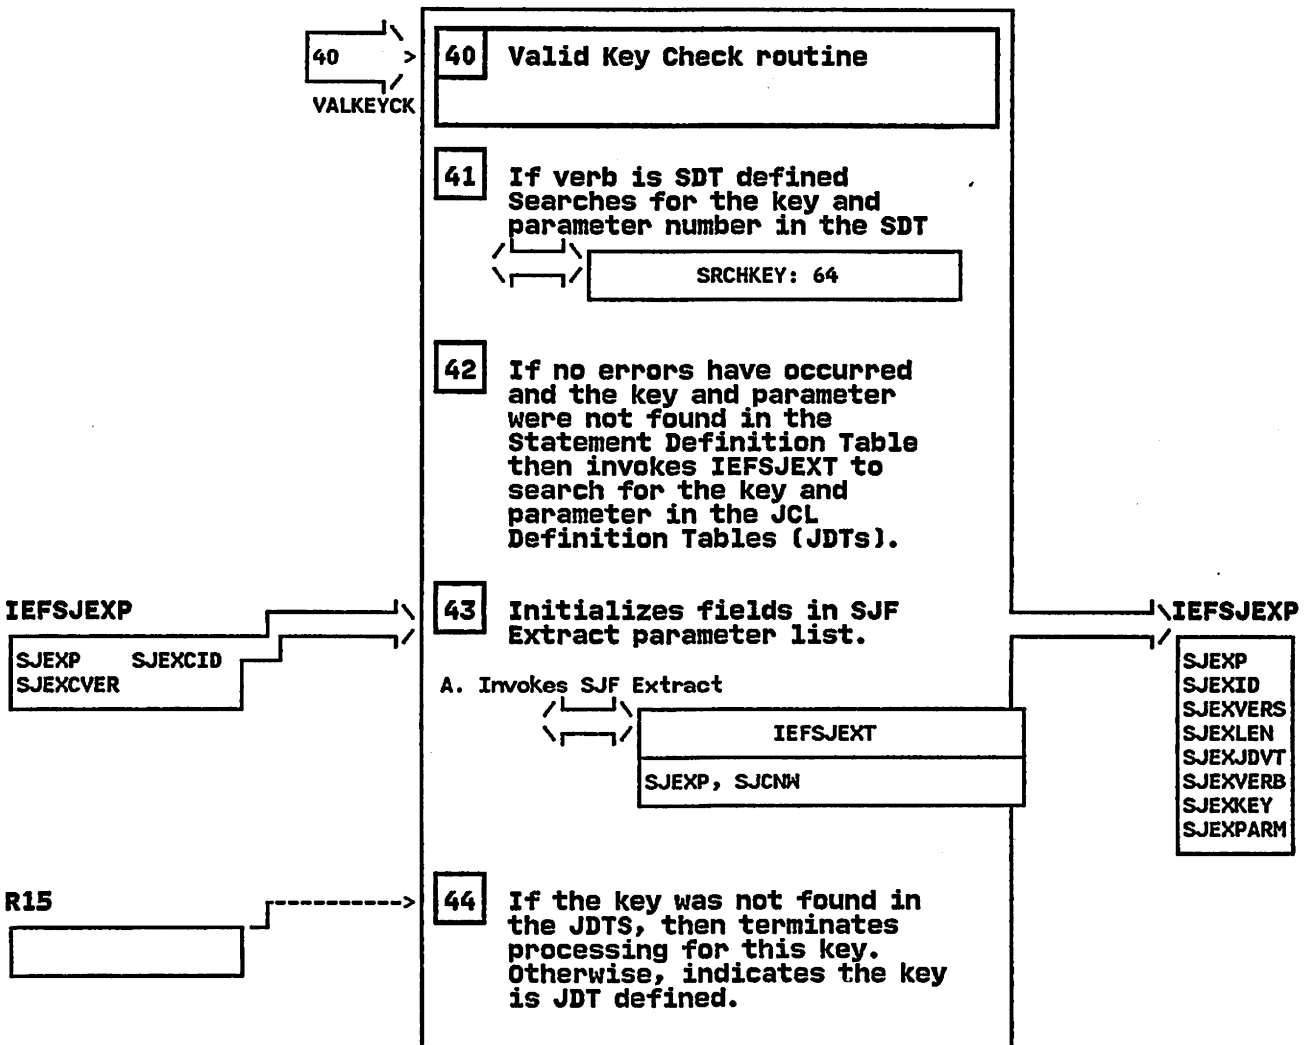 40 >
VALKEYCK
40 Valid Key Check routine
41 If verb is SDT defined
Searches for the key and
parameter number in the SDT
SRCHKEY: 64
42 If no errors have occurred
and the key and parameter
were not found in the
Statement Definition Table
then invokes IEFSJEXT to
search for the key and
parameter in the JCL
Definition Tables (JDTs).
IEFSJEXP
SJEXP SJEXCID
SJEXCVER
43 Initializes fields in SJF
Extract parameter list.
IEFSJEXP
SJEXP
SJEXID
SJEXVERS
SJEXLEN
SJEXJDVT
SJEXVERB
SJEXKEY
SJEXPARM
A. Invokes SJF Extract
IEFSJEXT
SJEXP, SJCNW
R15
44 If the key was not found in
the JDTS, then terminates
processing for this key.
Otherwise, indicates the key
is JDT defined.